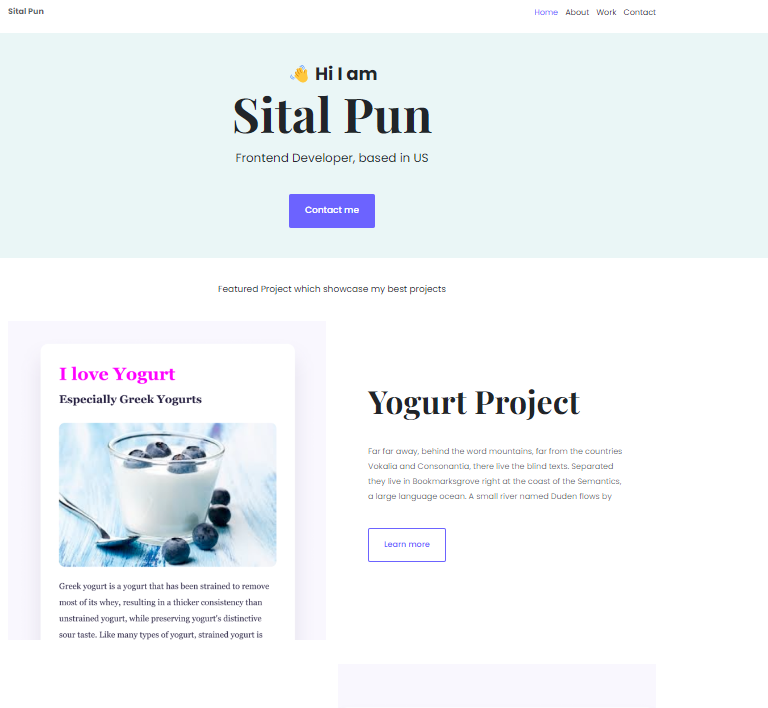 Sital Pun
Home About Work Contact
👋 Hi I am
Sital Pun
Frontend Developer, based in US
Contact me
Featured Project which showcase my best projects
I love Yogurt
Especially Greek Yogurts
Greek yogurt is a yogurt that has been strained to remove
most of its whey, resulting in a thicker consistency than
unstrained yogurt, while preserving yogurt's distinctive
sour taste. Like many types of yogurt, strained yogurt is
Yogurt Project
Far far away, behind the word mountains, far from the countries
Vokalia and Consonantia, there live the blind texts. Separated
they live in Bookmarksgrove right at the coast of the Semantics,
a large language ocean. A small river named Duden flows by
Learn more